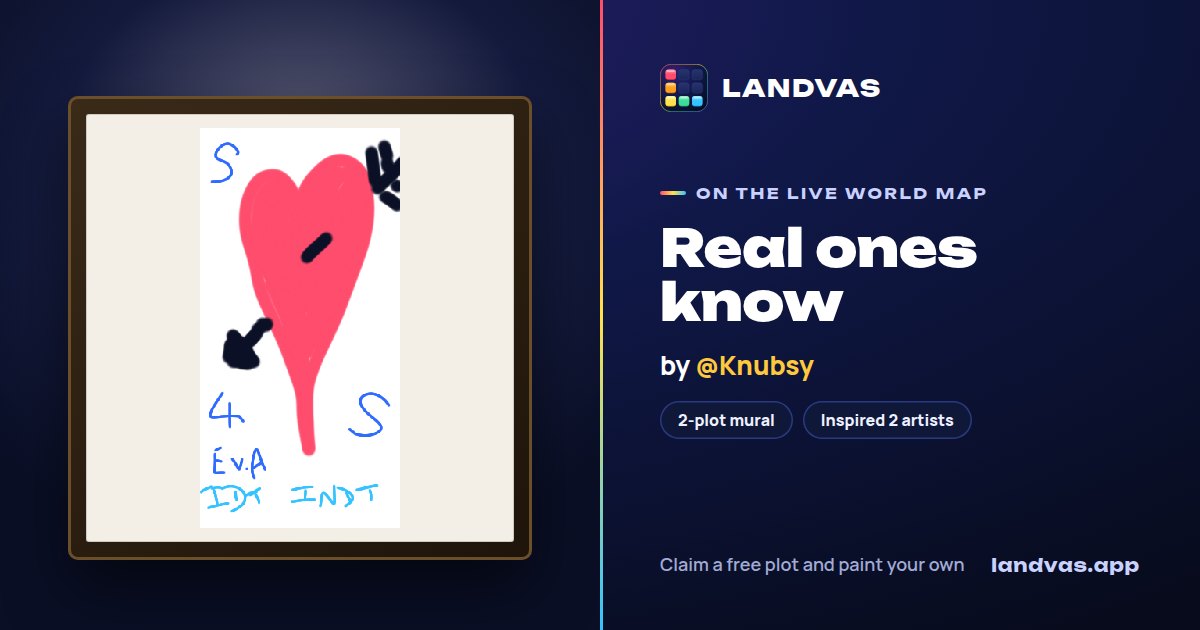 S
4
S
Ev.A
IDT INDT
LANDVAS
ON THE LIVE WORLD MAP
Real ones
know
by @Knubsy
2-plot mural
Inspired 2 artists
Claim a free plot and paint your own
landvas.app